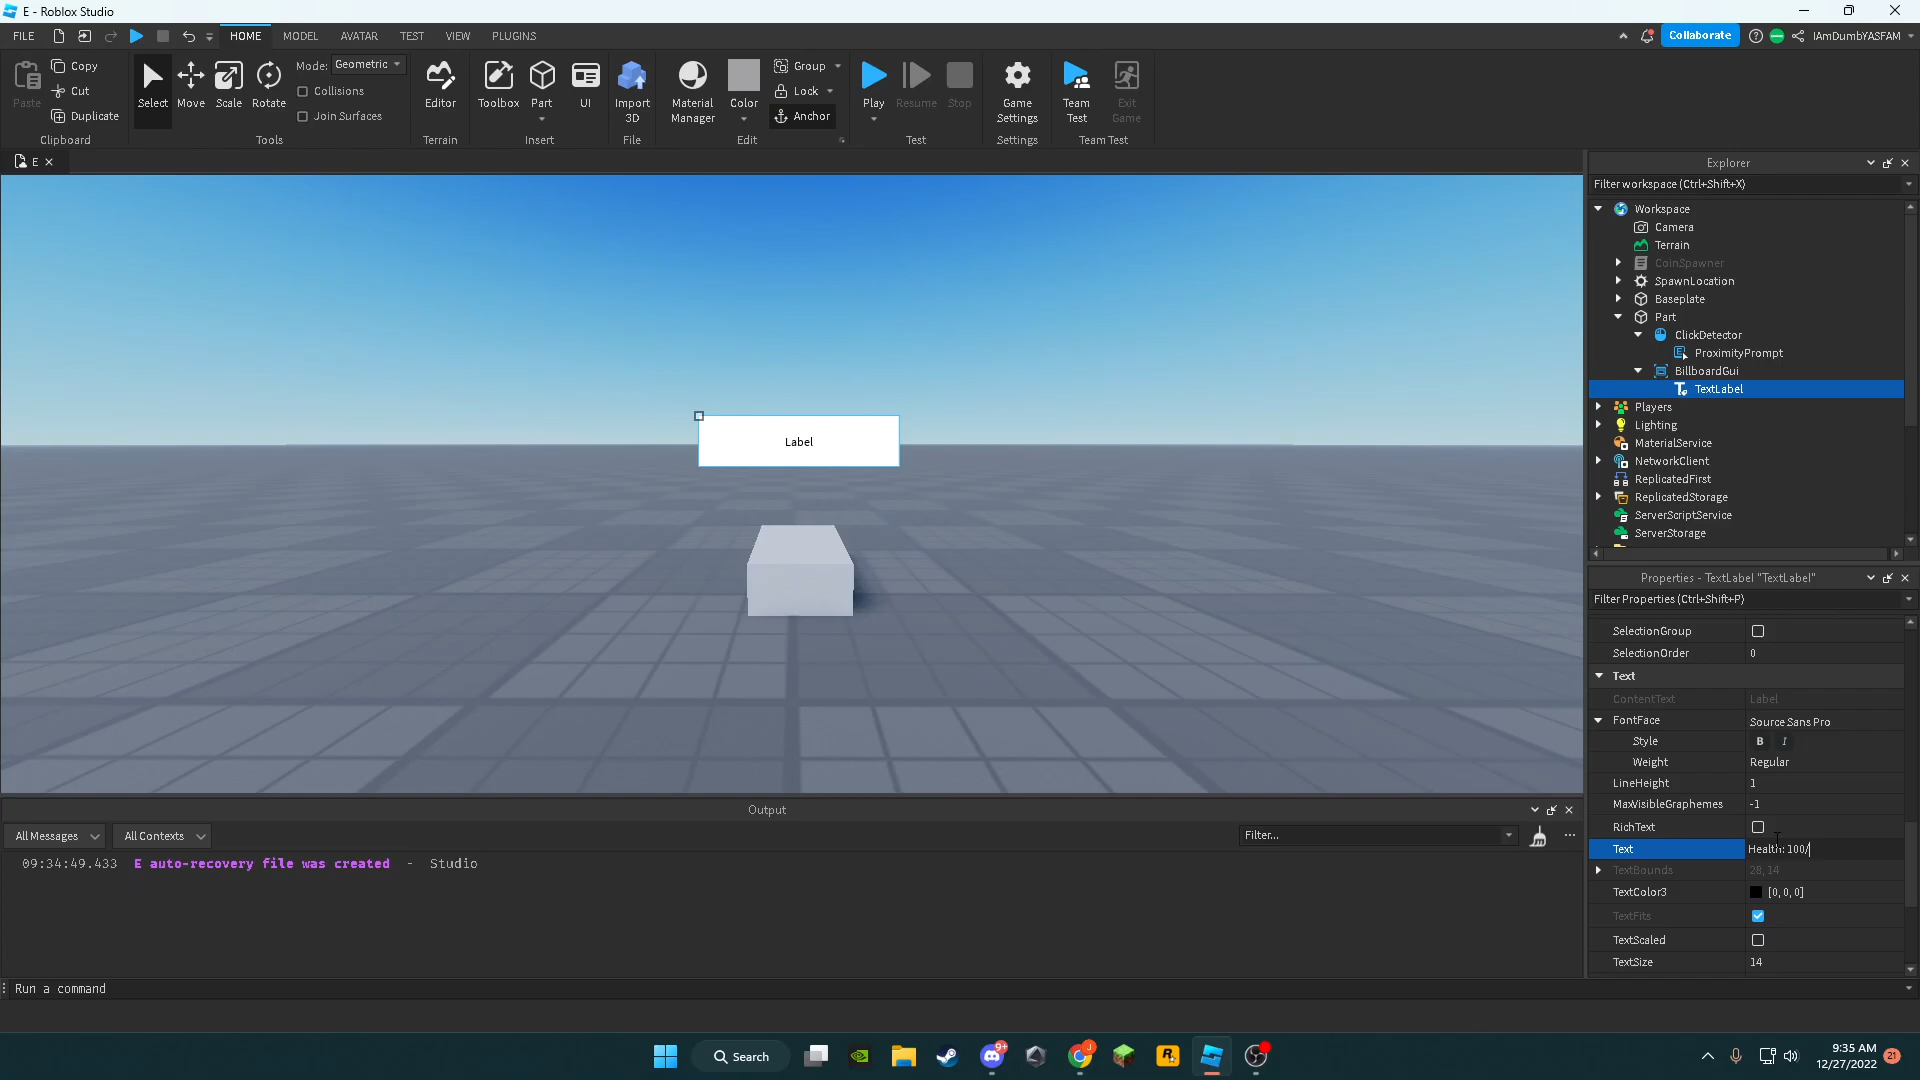 E - Roblox Studio
FILE HOME MODEL AVATAR TEST VIEW PLUGINS Collaborate IAmDumbYASFAM
Paste Copy Cut Duplicate Clipboard
Select Move Scale Rotate Mode: Geometric Collisions Join Surfaces Tools
Editor Terrain
Toolbox Part UI Insert
Import 3D File
Material Manager Color Group Lock Anchor Edit
Play Resume Stop Test
Game Settings Settings
Team Test Exit Game Team Test
E
Label
Explorer
Filter workspace (Ctrl+Shift+X)
Workspace
Camera
Terrain
CoinSpawner
SpawnLocation
Baseplate
Part
ClickDetector
ProximityPrompt
BillboardGui
TextLabel
Players
Lighting
MaterialService
NetworkClient
ReplicatedFirst
ReplicatedStorage
ServerScriptService
ServerStorage
Properties - TextLabel "TextLabel"
Filter Properties (Ctrl+Shift+P)
SelectionGroup
SelectionOrder 0
Text
ContentText Label
FontFace Source Sans Pro
Style B I
Weight Regular
LineHeight 1
MaxVisibleGraphemes -1
RichText
Text Health: 100/
TextBounds 28, 14
TextColor3 [0, 0, 0]
TextFits
TextScaled
TextSize 14
Output
All Messages All Contexts Filter...
09:34:49.433 E auto-recovery file was created - Studio
Run a command
Search 9+ 9:35 AM
12/27/2022 21